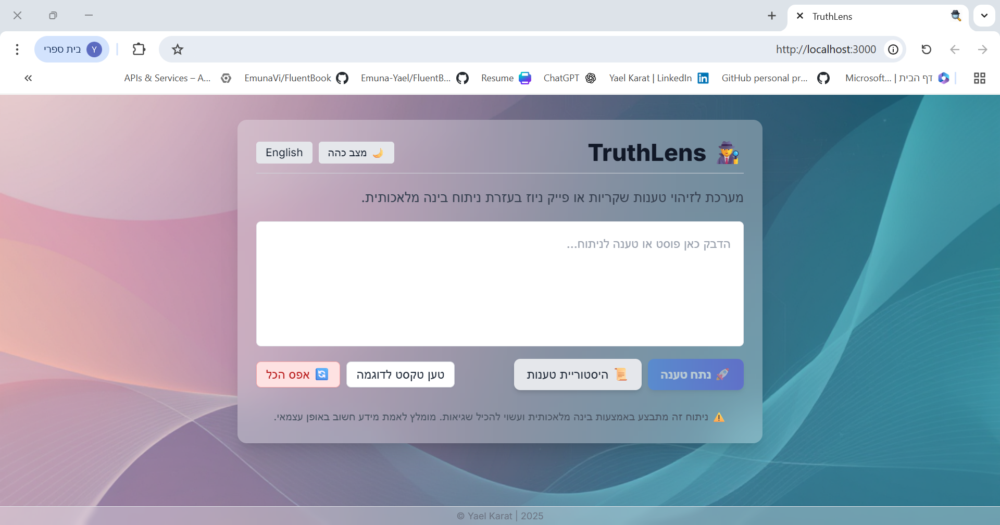 TruthLens
http://localhost:3000
בית ספרי
Y
דף הבית | Microsoft...
GitHub personal pr...
Yael Karat | LinkedIn
ChatGPT
Resume
Emuna-Yael/FluentB...
EmunaVi/FluentBook
APIs & Services – A...
TruthLens
מצב כהה
English
מערכת לזיהוי טענות שקריות או פייק ניוז בעזרת ניתוח בינה מלאכותית.
הדבק כאן פוסט או טענה לניתוח...
נתח טענה
היסטוריית טענות
טען טקסט לדוגמה
אפס הכל
ניתוח זה מתבצע באמצעות בינה מלאכותית ועשוי להכיל שגיאות. מומלץ לאמת מידע חשוב באופן עצמאי.
© Yael Karat | 2025